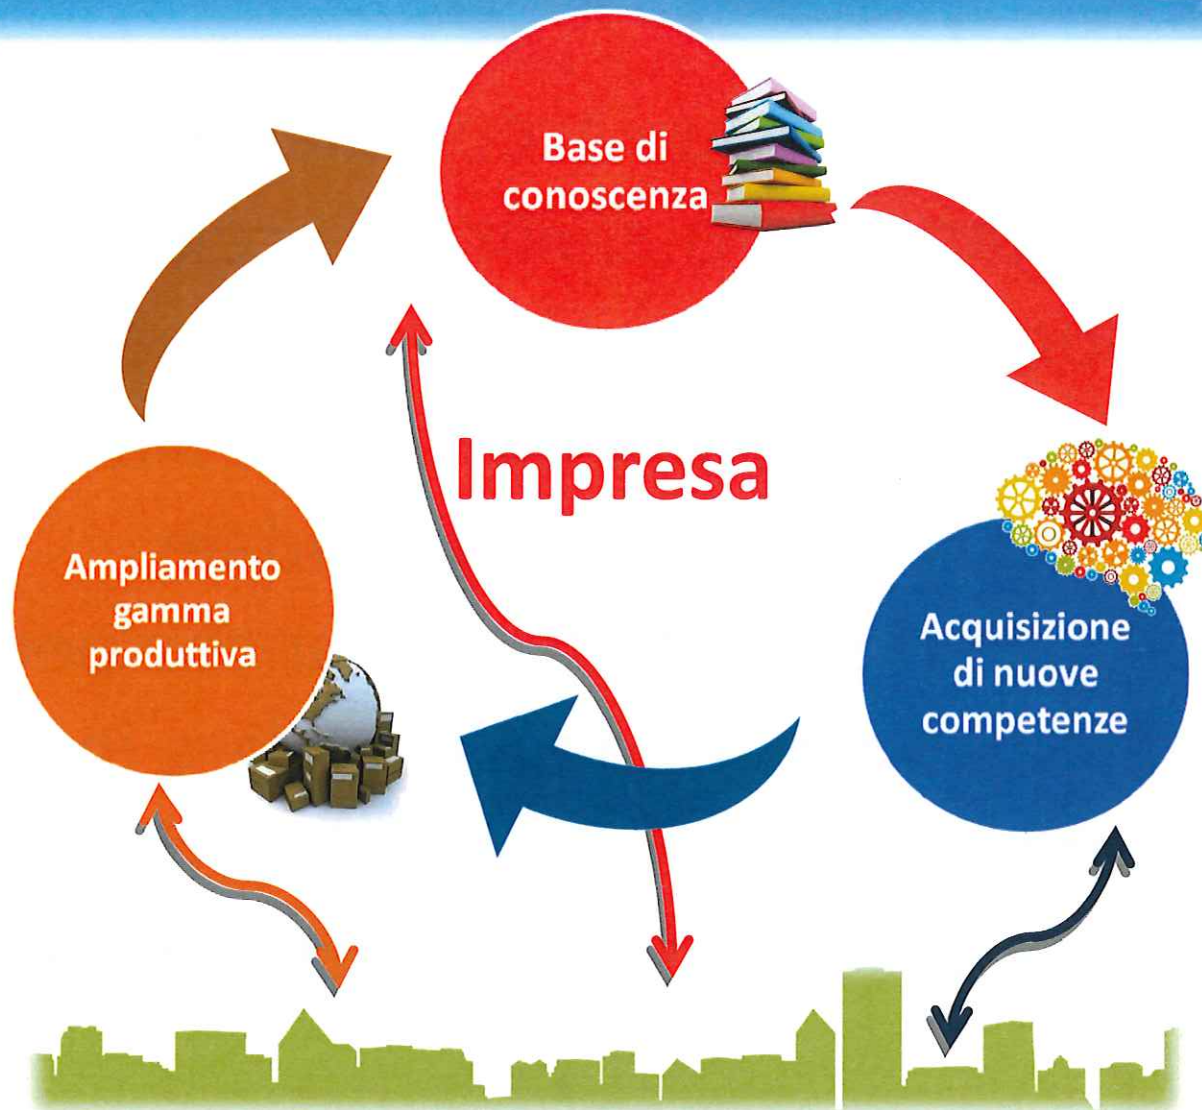 Base di
conoscenza
Impresa
Ampliamento
gamma
produttiva
Acquisizione
di nuove
competenze